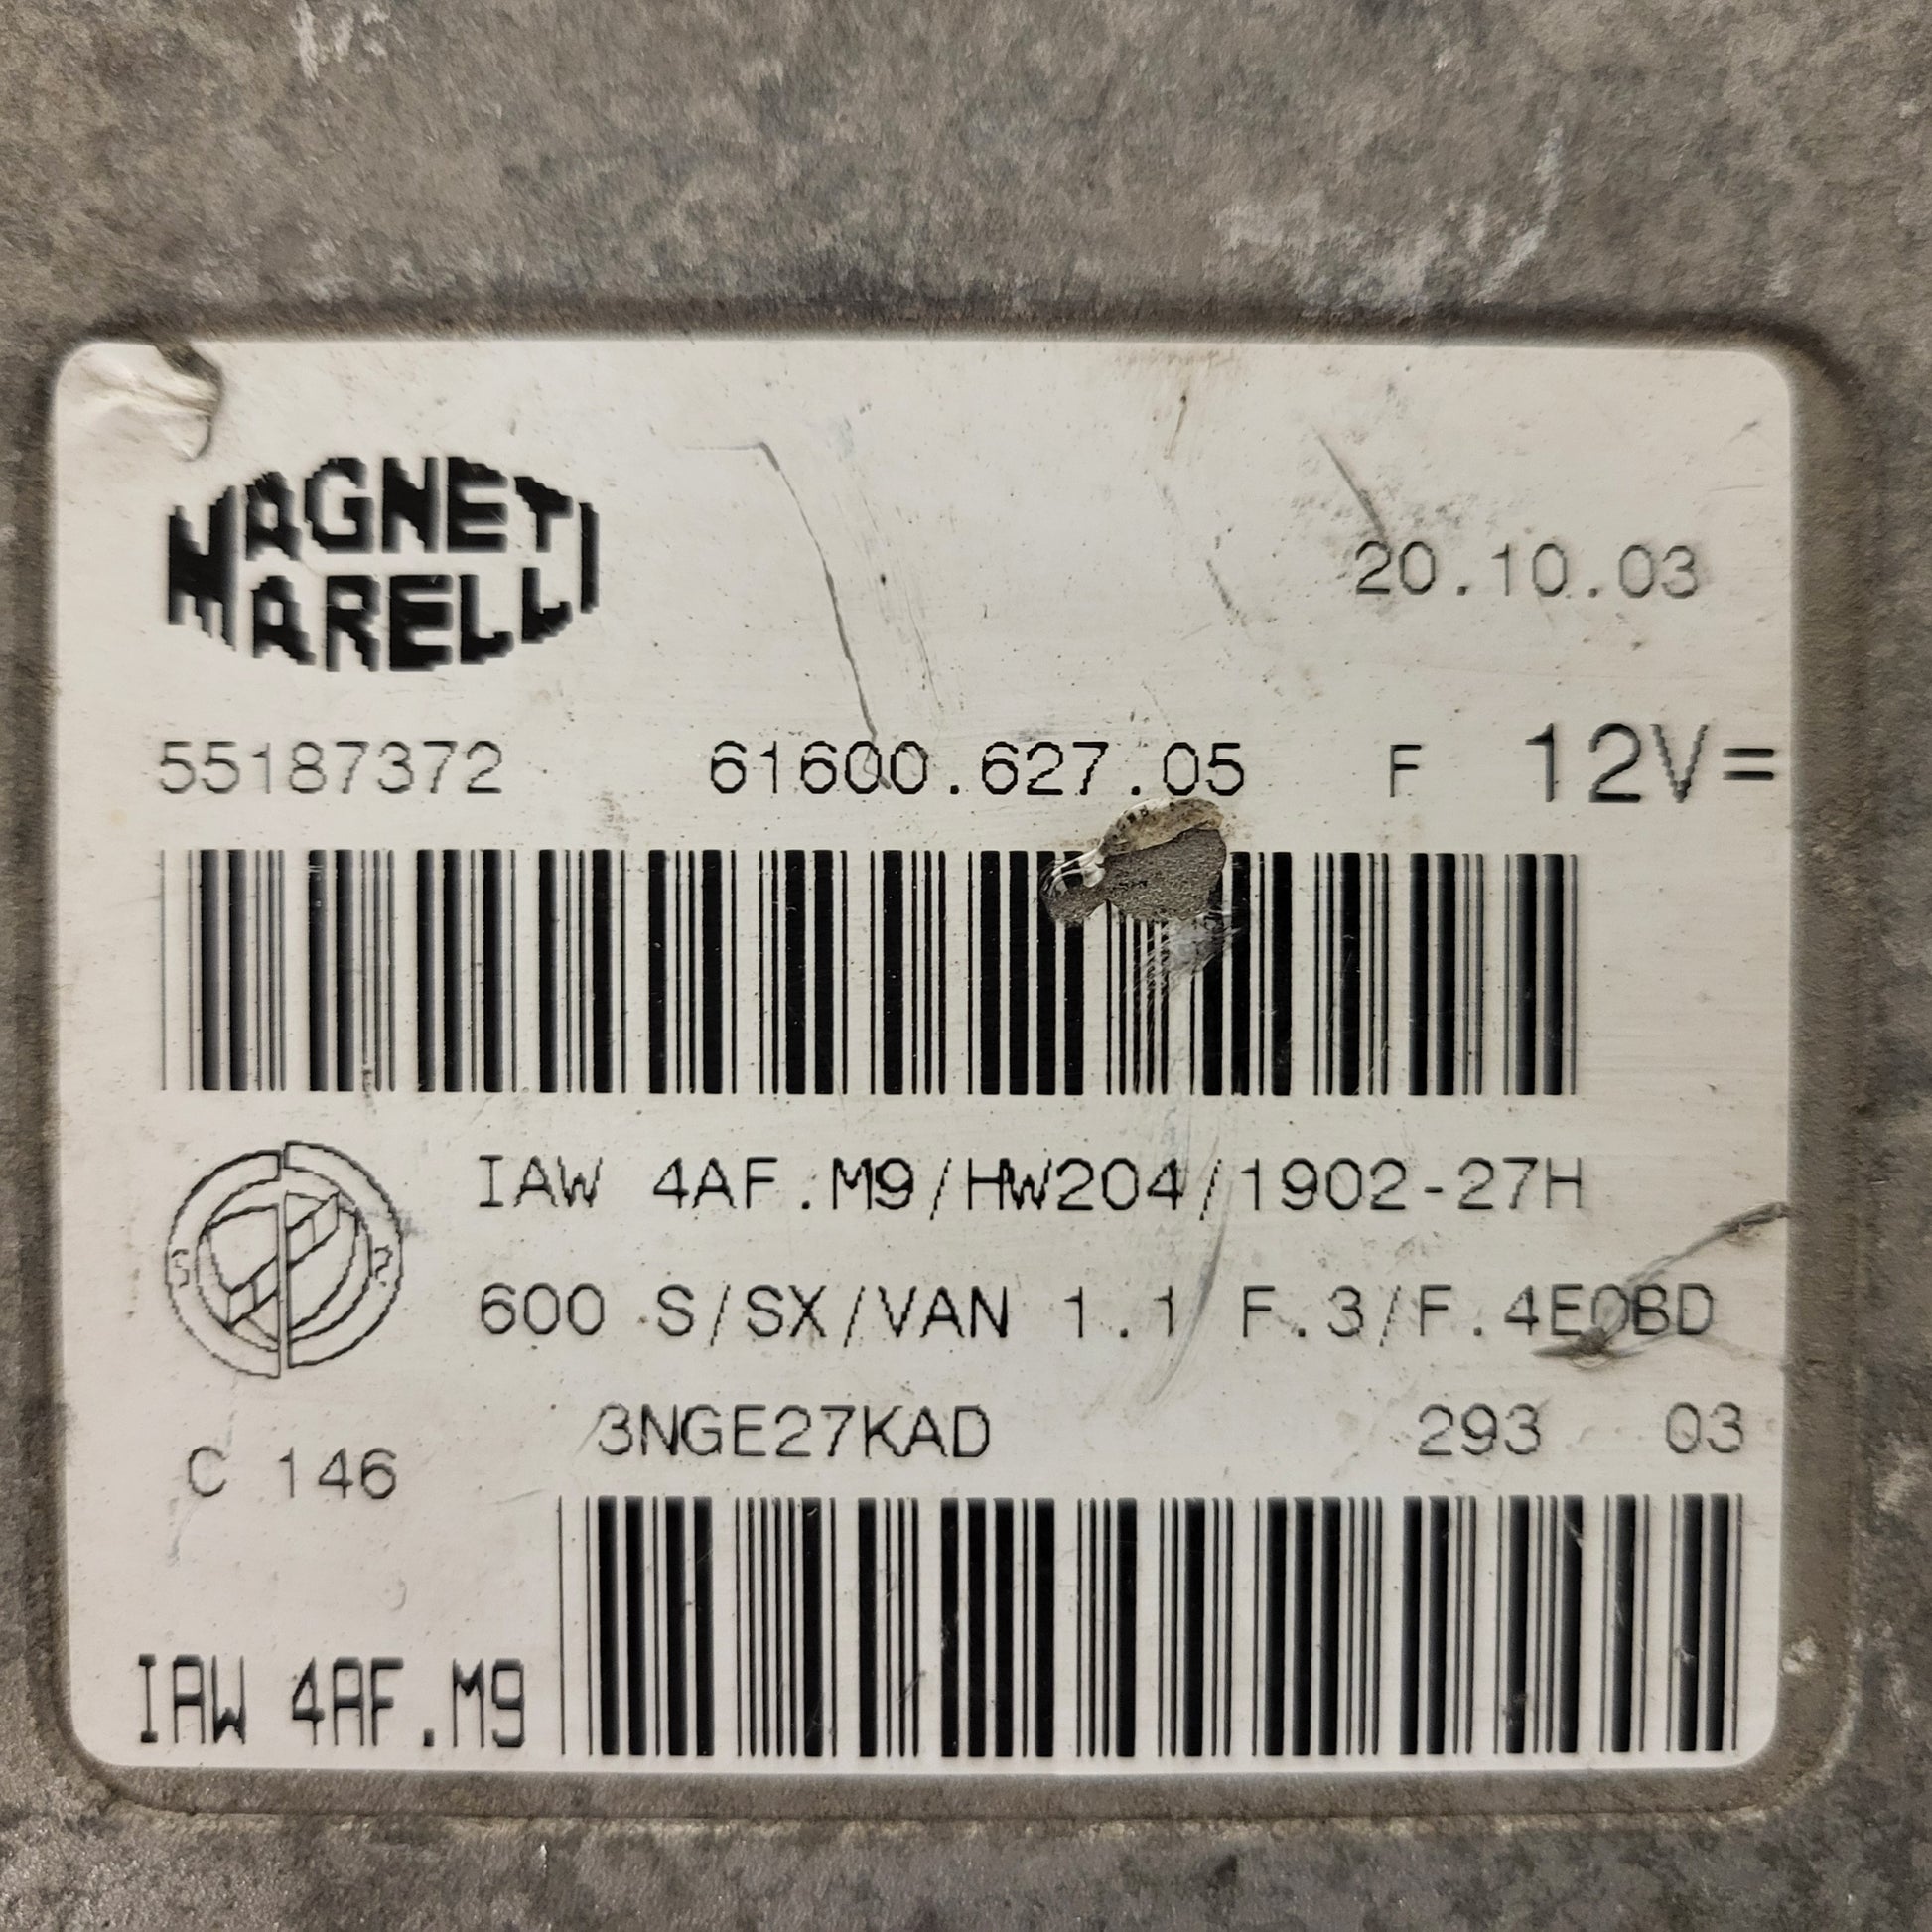 MAGNETI
MARELLI
20.10.03
55187372 61600.627.05 F 12V=
IAW 4AF.M9/HW204/1902-27H
600 S/SX/VAN 1.1 F.3/F.4EOBD
3NGE27KAD 293 03
C 146
IAW 4AF.M9